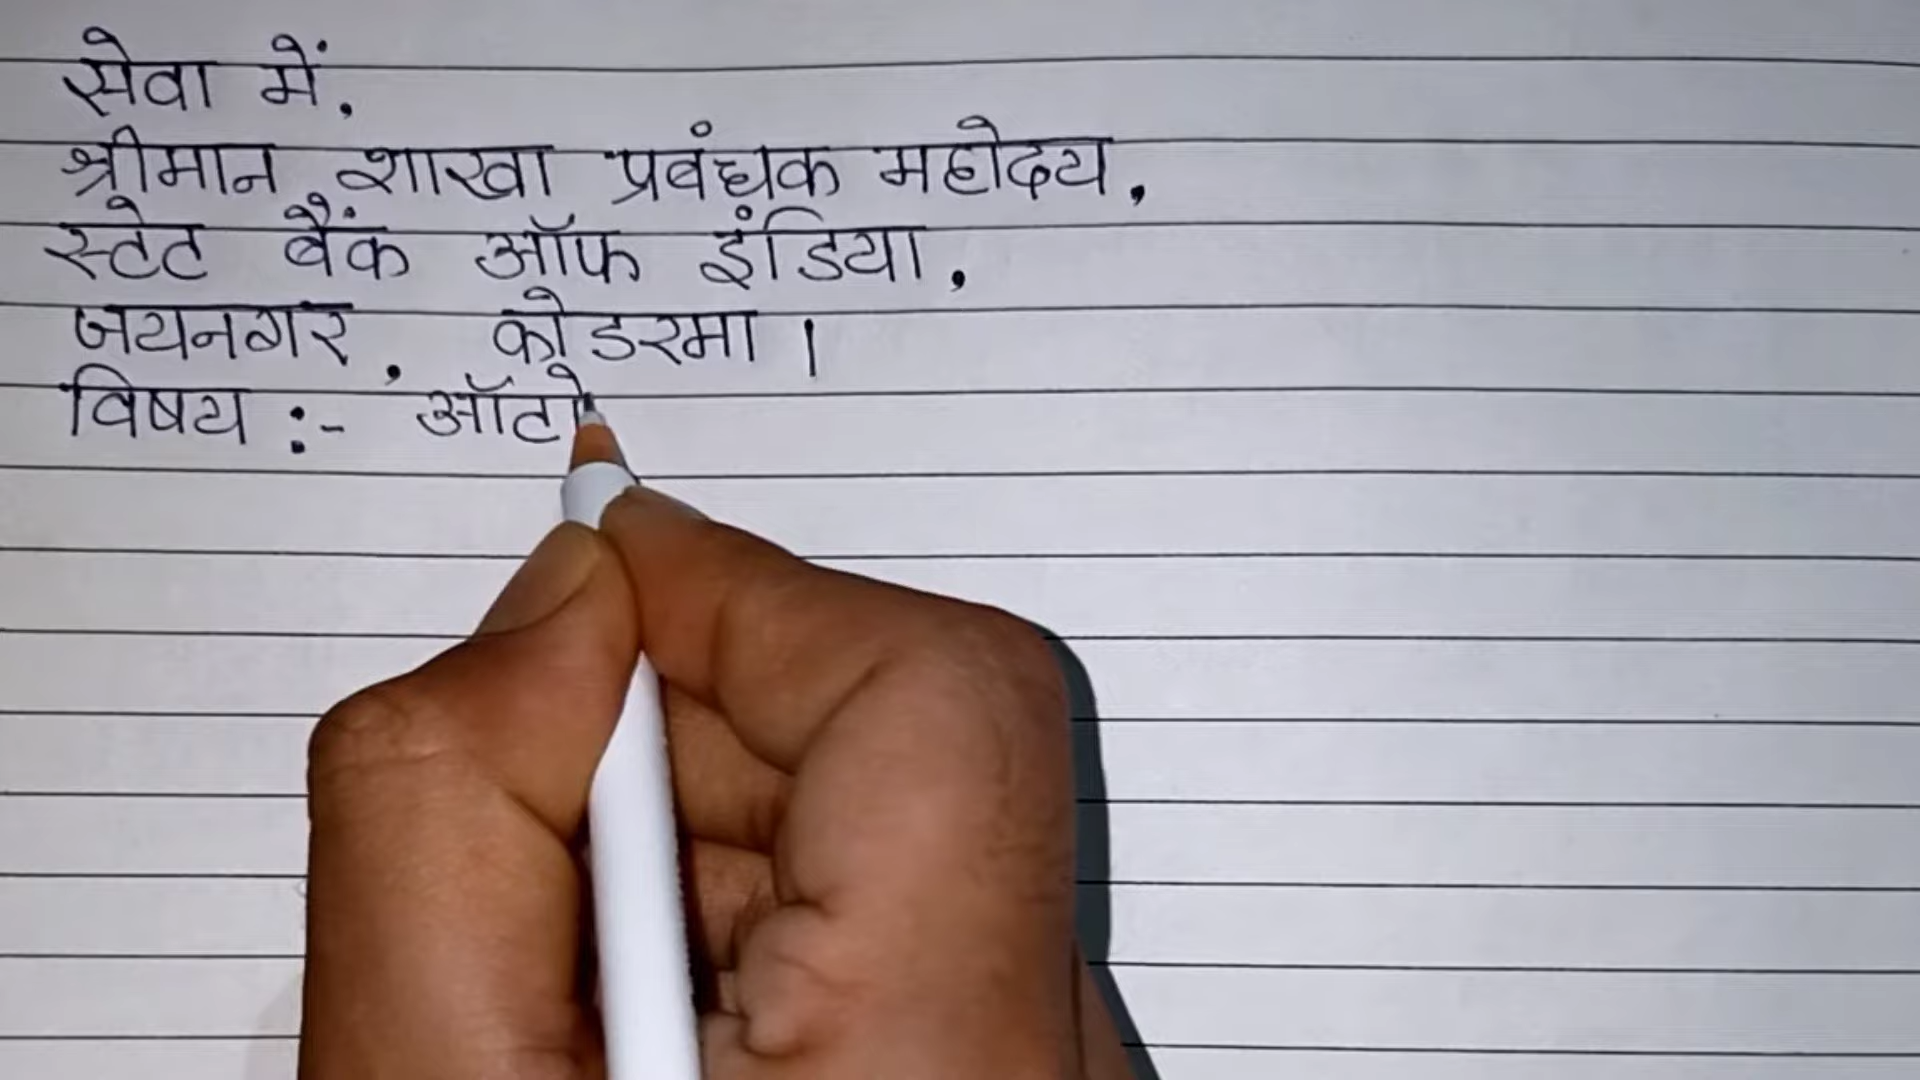 सेवा में,
श्रीमान शाखा प्रबंधक महोदय,
स्टेट बैंक ऑफ इंडिया,
जयनगर, कोडरमा।
विषय :- ऑटो